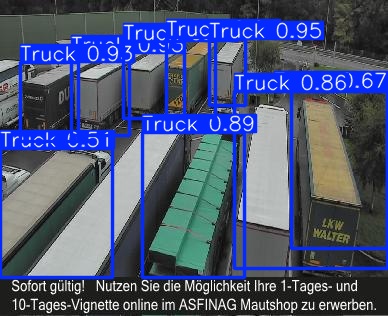 Truck 0.95
Truck 0.93
Truck 0.86
0.67
Truck 0.89
Truck 0.51
LKW
WALTER
Sofort gültig! Nutzen Sie die Möglichkeit Ihre 1-Tages- und
10-Tages-Vignette online im ASFINAG Mautshop zu erwerben.